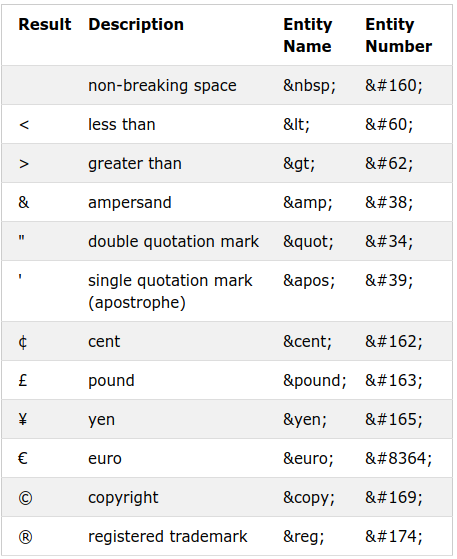 Result Description Entity Name Entity Number
non-breaking space &nbsp; &#160;
< less than &lt; &#60;
> greater than &gt; &#62;
& ampersand &amp; &#38;
" double quotation mark &quot; &#34;
' single quotation mark (apostrophe) &apos; &#39;
¢ cent &cent; &#162;
£ pound &pound; &#163;
¥ yen &yen; &#165;
€ euro &euro; &#8364;
© copyright &copy; &#169;
® registered trademark &reg; &#174;